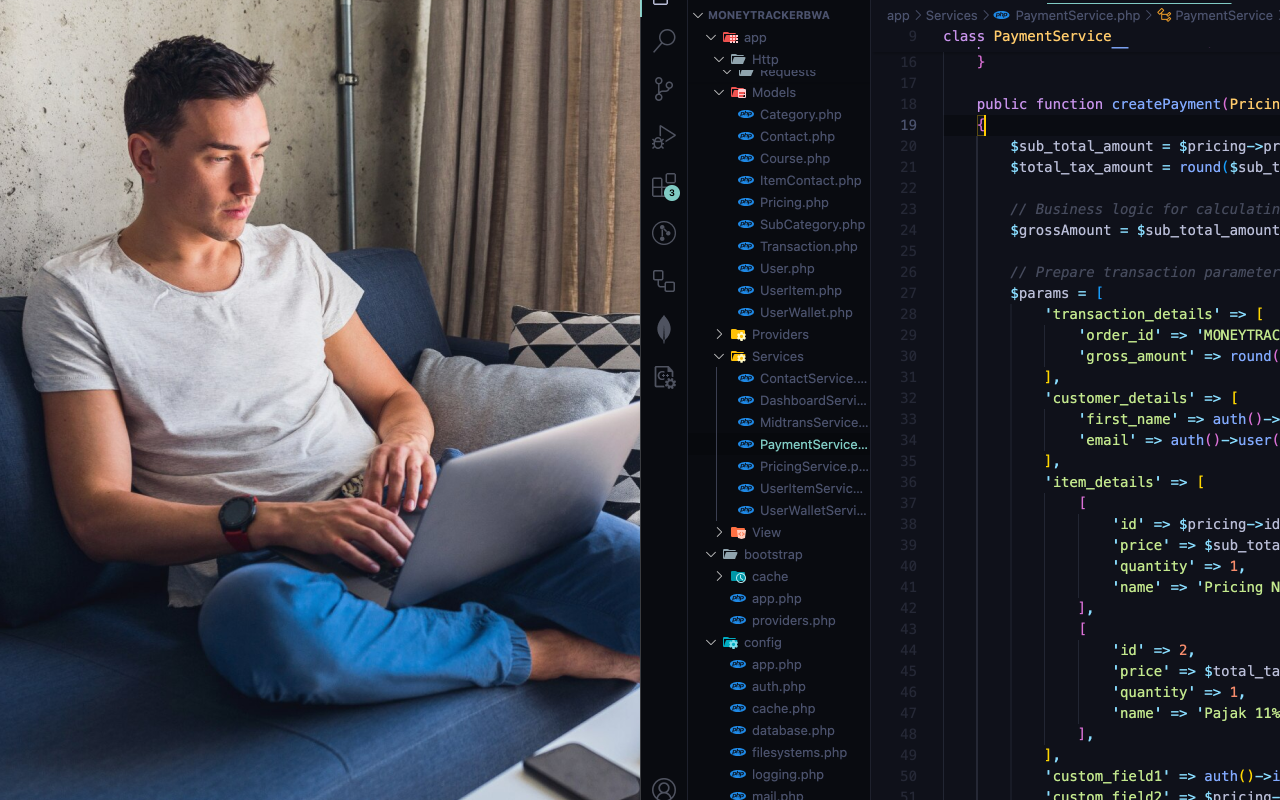 MONEYTRACKERBWA
app
Http
Requests
Models
Category.php
Contact.php
Course.php
ItemContact.php
Pricing.php
SubCategory.php
Transaction.php
User.php
UserItem.php
UserWallet.php
Providers
Services
ContactService....
DashboardServi...
MidtransService...
PaymentService...
PricingService.p...
UserItemServic...
UserWalletServi...
View
bootstrap
cache
app.php
providers.php
config
app.php
auth.php
cache.php
database.php
filesystems.php
logging.php
mail.php
3
app > Services > PaymentService.php > PaymentService
9 class PaymentService
16 }
17
18 public function createPayment(Pricin
19 {
20 $sub_total_amount = $pricing->pr
21 $total_tax_amount = round($sub_t
22
23 // Business logic for calculatin
24 $grossAmount = $sub_total_amount
25
26 // Prepare transaction parameter
27 $params = [
28 'transaction_details' => [
29 'order_id' => 'MONEYTRAC
30 'gross_amount' => round(
31 ],
32 'customer_details' => [
33 'first_name' => auth()->
34 'email' => auth()->user(
35 ],
36 'item_details' => [
37 [
38 'id' => $pricing->id
39 'price' => $sub_tota
40 'quantity' => 1,
41 'name' => 'Pricing N
42 ],
43 [
44 'id' => 2,
45 'price' => $total_ta
46 'quantity' => 1,
47 'name' => 'Pajak 11%
48 ],
49 ],
50 'custom_field1' => auth()->i
51 'custom_field2' => $pricing-